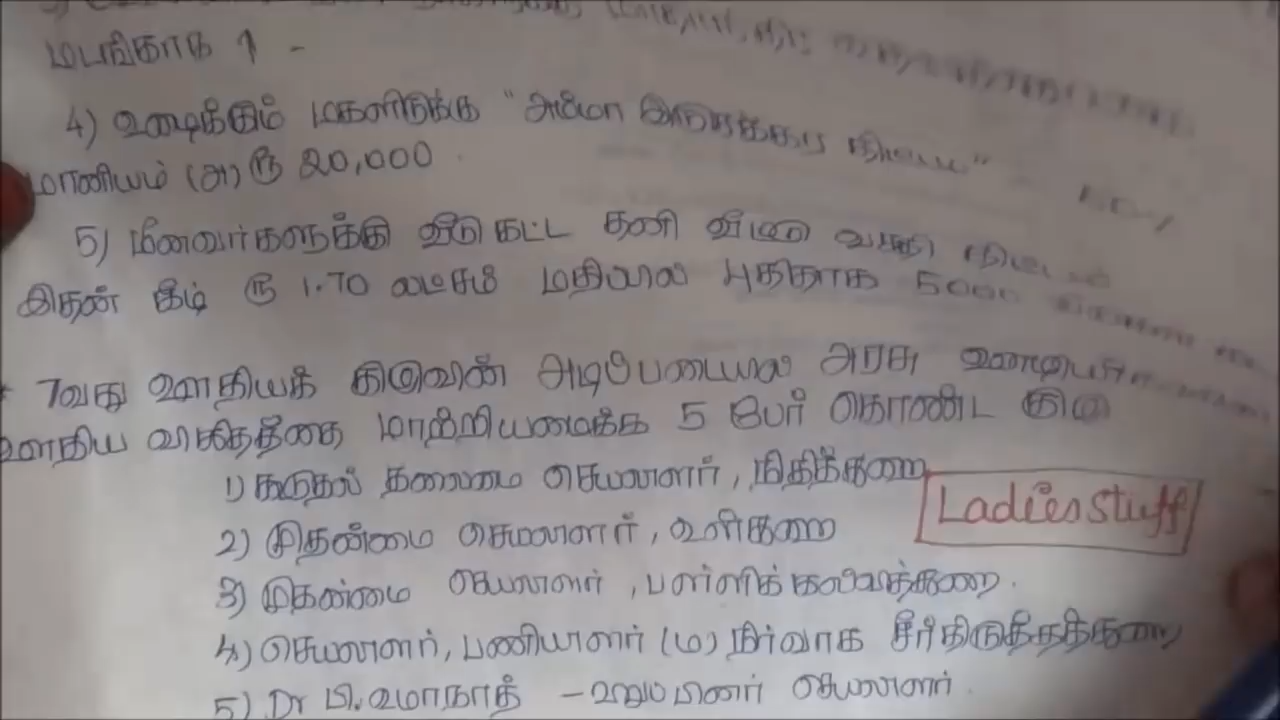 மடங்காக 1 -
4) உழைக்கும் மகளிருக்கு "அம்மா இருசக்கர திட்டம்"
மானியம் (அ) ரூ 20,000
5) மீனவர்களுக்கு வீடு கட்ட தனி வீட்டு வசதி திட்டம்
இதன் கீழ் ரூ 1.70 லட்சம் மதியில் புதிதாக 5000
* 7வது ஊதியக் குழுவின் அடிப்படையில் அரசு ஊழியர்
ஊதிய விகிதத்தை மாற்றியமைக்க 5 பேர் கொண்ட குழு
1) கூடுதல் தலைமை செயலாளர், நிதித்துறை
Ladies Stuff
2) முதன்மை செயலாளர், உள்துறை
3) முதன்மை செயலாளர், பள்ளிக் கல்வித்துறை.
4) செயலாளர், பணியாளர் (ம) நிர்வாக சீர்திருத்தத்துறை
5) Dr பி. உமாநாத் - உறுப்பினர் செயலாளர்.